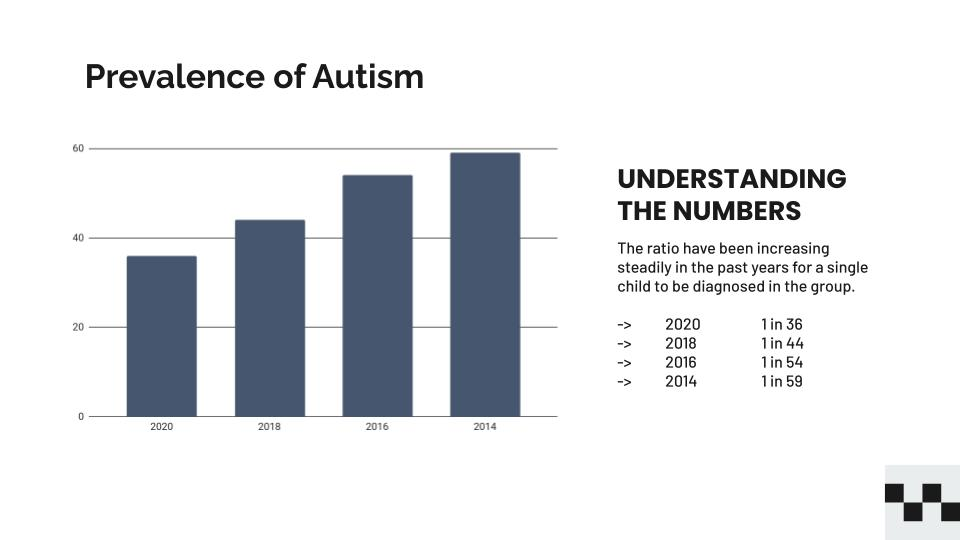 Prevalence of Autism
60
40
20
0
2020 2018 2016 2014
UNDERSTANDING
THE NUMBERS
The ratio have been increasing
steadily in the past years for a single
child to be diagnosed in the group.
-> 2020 1 in 36
-> 2018 1 in 44
-> 2016 1 in 54
-> 2014 1 in 59